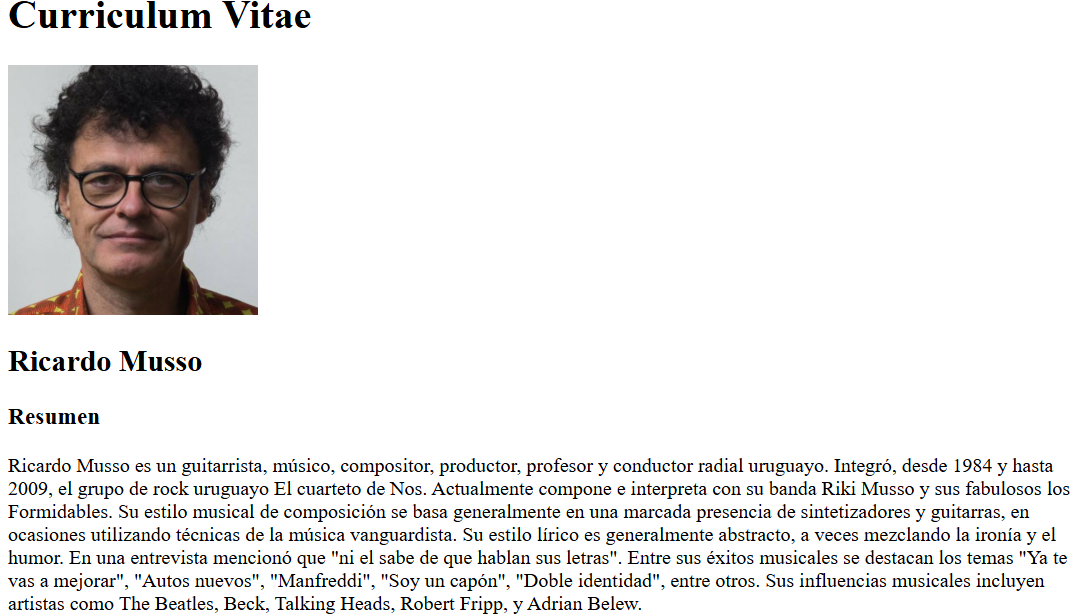 Curriculum Vitae
Ricardo Musso
Resumen
Ricardo Musso es un guitarrista, músico, compositor, productor, profesor y conductor radial uruguayo. Integró, desde 1984 y hasta
2009, el grupo de rock uruguayo El cuarteto de Nos. Actualmente compone e interpreta con su banda Riki Musso y sus fabulosos los
Formidables. Su estilo musical de composición se basa generalmente en una marcada presencia de sintetizadores y guitarras, en
ocasiones utilizando técnicas de la música vanguardista. Su estilo lírico es generalmente abstracto, a veces mezclando la ironía y el
humor. En una entrevista mencionó que "ni el sabe de que hablan sus letras". Entre sus éxitos musicales se destacan los temas "Ya te
vas a mejorar", "Autos nuevos", "Manfreddi", "Soy un capón", "Doble identidad", entre otros. Sus influencias musicales incluyen
artistas como The Beatles, Beck, Talking Heads, Robert Fripp, y Adrian Belew.